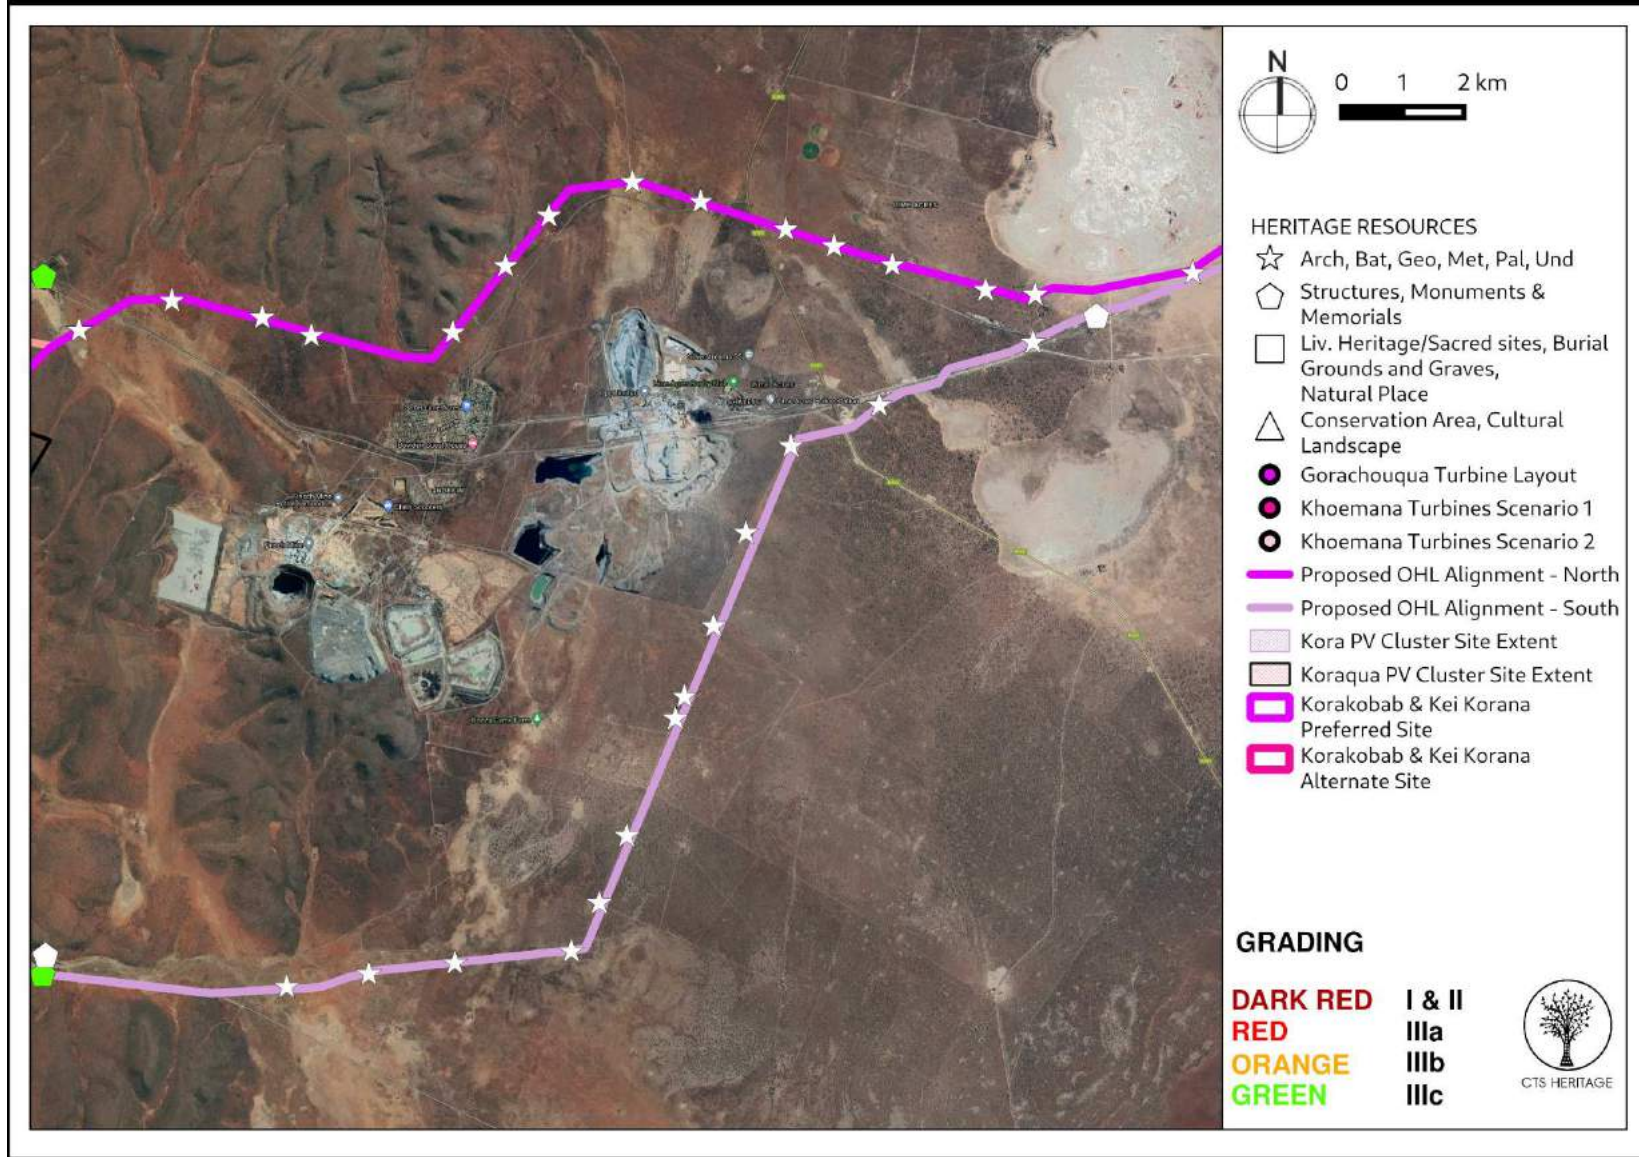 N
0 1 2 km
HERITAGE RESOURCES
Arch, Bat, Geo, Met, Pal, Und
Structures, Monuments &
Memorials
Liv. Heritage/Sacred sites, Burial
Grounds and Graves,
Natural Place
Conservation Area, Cultural
Landscape
Gorachouqua Turbine Layout
Khoemana Turbines Scenario 1
Khoemana Turbines Scenario 2
Proposed OHL Alignment - North
Proposed OHL Alignment - South
Kora PV Cluster Site Extent
Koraqua PV Cluster Site Extent
Korakobab & Kei Korana
Preferred Site
Korakobab & Kei Korana
Alternate Site
GRADING
DARK RED I & II
RED IIIa
ORANGE IIIb
GREEN IIIc
CTS HERITAGE